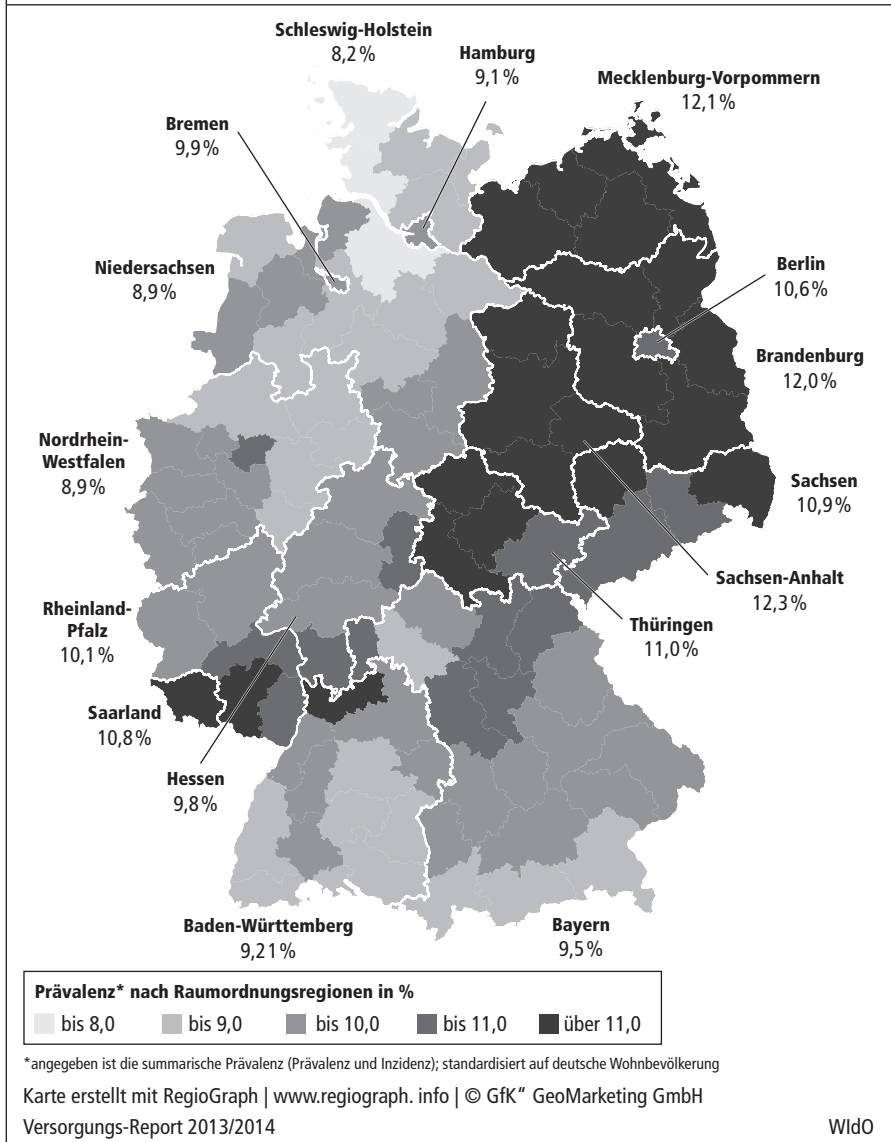 Schleswig-Holstein
8,2 %
Hamburg
9,1 %
Mecklenburg-Vorpommern
12,1 %
Bremen
9,9 %
Niedersachsen
8,9 %
Berlin
10,6 %
Brandenburg
12,0 %
Nordrhein-
Westfalen
8,9 %
Sachsen
10,9 %
Sachsen-Anhalt
12,3 %
Rheinland-
Pfalz
10,1 %
Thüringen
11,0 %
Saarland
10,8 %
Hessen
9,8 %
Baden-Württemberg
9,21 %
Bayern
9,5 %
Prävalenz* nach Raumordnungsregionen in %
bis 8,0 bis 9,0 bis 10,0 bis 11,0 über 11,0
*angegeben ist die summarische Prävalenz (Prävalenz und Inzidenz); standardisiert auf deutsche Wohnbevölkerung
Karte erstellt mit RegioGraph | www.regiograph. info | © GfK“ GeoMarketing GmbH
Versorgungs-Report 2013/2014 WIdO